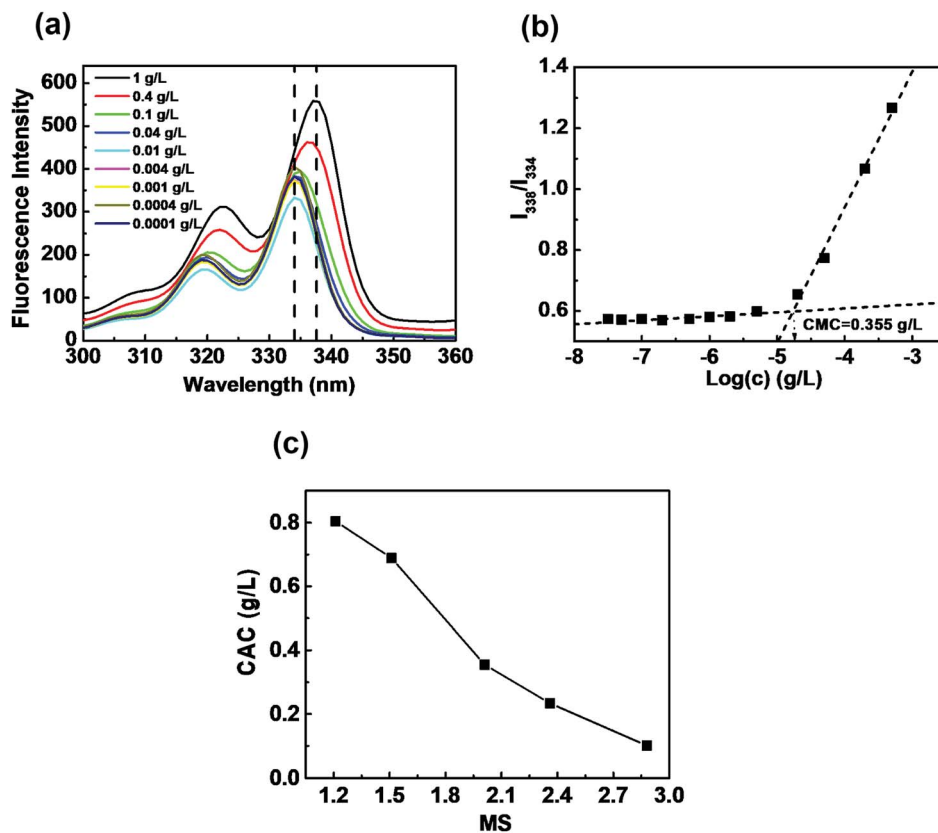 (a)
Fluorescence Intensity
600
500
400
300
200
100
0
1 g/L
0.4 g/L
0.1 g/L
0.04 g/L
0.01 g/L
0.004 g/L
0.001 g/L
0.0004 g/L
0.0001 g/L
300 310 320 330 340 350 360
Wavelength (nm)
(b)
I338/I334
1.4
1.2
1.0
0.8
0.6
CMC=0.355 g/L
-8 -7 -6 -5 -4 -3
Log(c) (g/L)
(c)
CAC (g/L)
0.8
0.6
0.4
0.2
0.0
1.2 1.5 1.8 2.1 2.4 2.7 3.0
MS